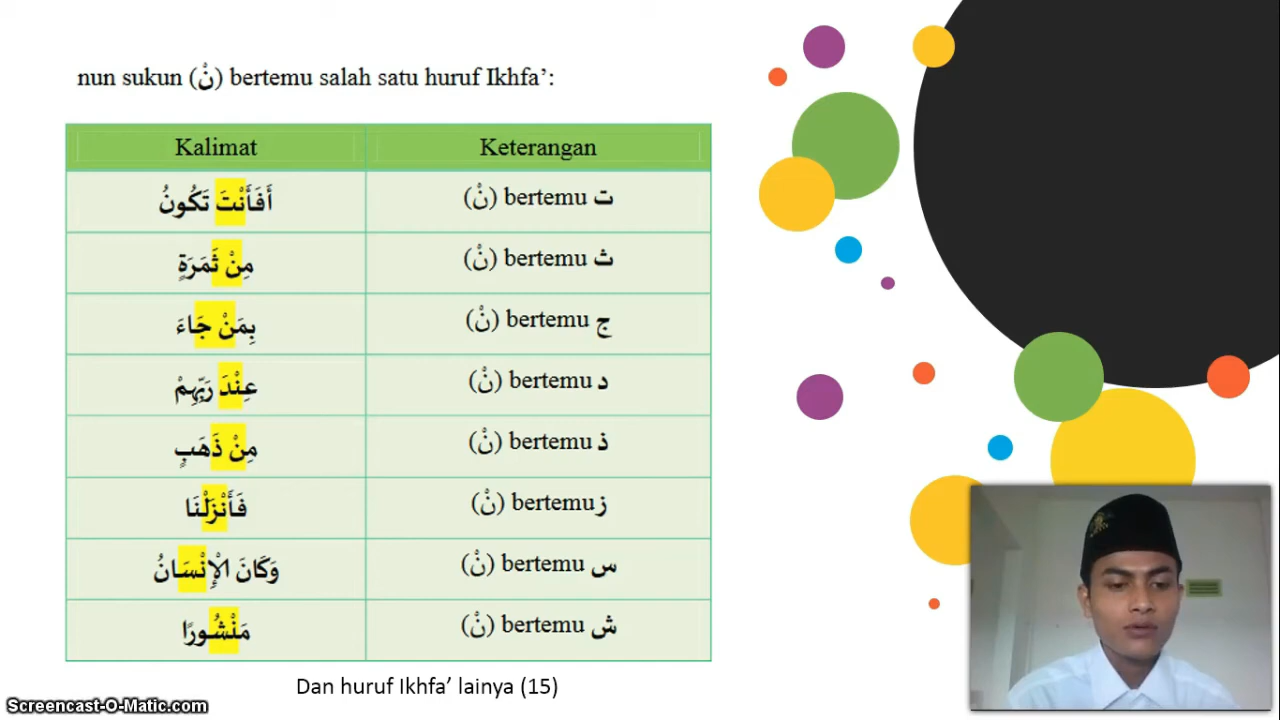 nun sukun (نْ) bertemu salah satu huruf Ikhfa’:
Kalimat Keterangan
أَفَأَنْتَ تَكُونُ (نْ) bertemu ت
مِنْ ثَمَرَةٍ (نْ) bertemu ث
بِمَنْ جَاءَ (نْ) bertemu ج
عِنْدَ رَبِّهِمْ (نْ) bertemu د
مِنْ ذَهَبٍ (نْ) bertemu ذ
فَأَنْزَلْنَا (نْ) bertemu ز
وَكَانَ الْإِنْسَانُ (نْ) bertemu س
مَنْشُورًا (نْ) bertemu ش
Dan huruf Ikhfa’ lainya (15)
Screencast-O-Matic.com